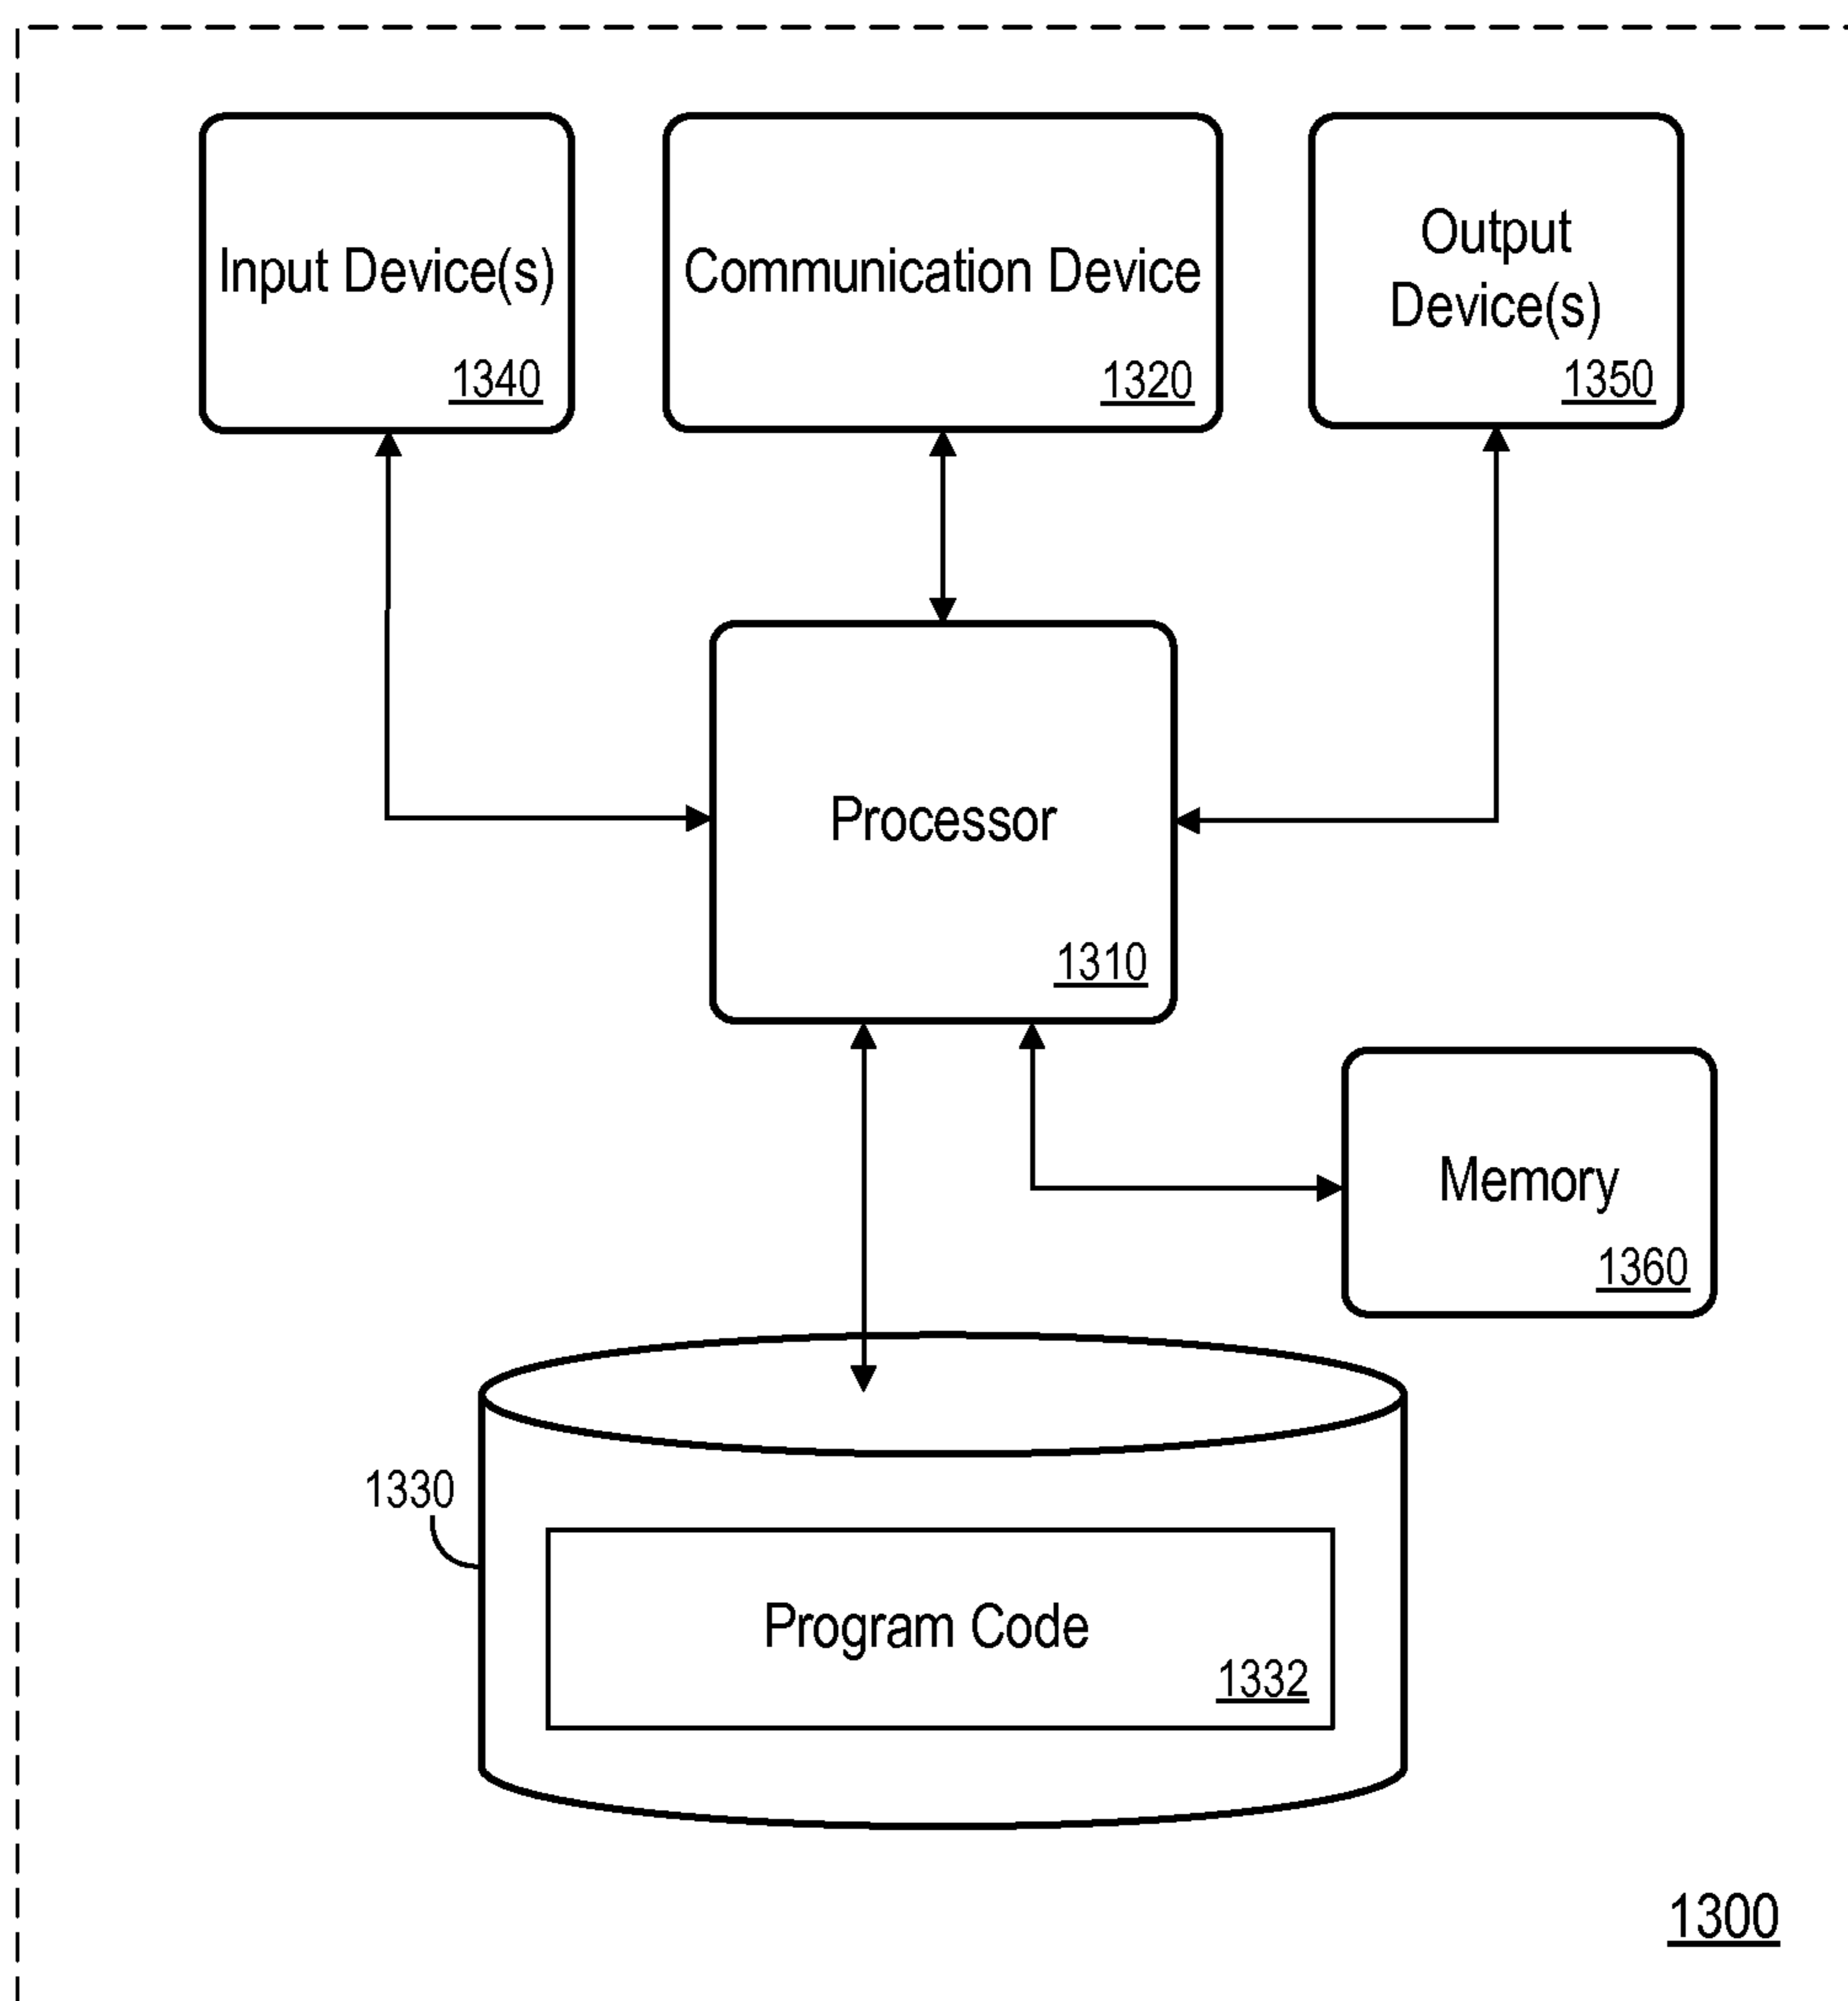 Input Device(s)
1340
Communication Device
1320
Output
Device(s)
1350
Processor
1310
Memory
1360
1330
Program Code
1332
1300